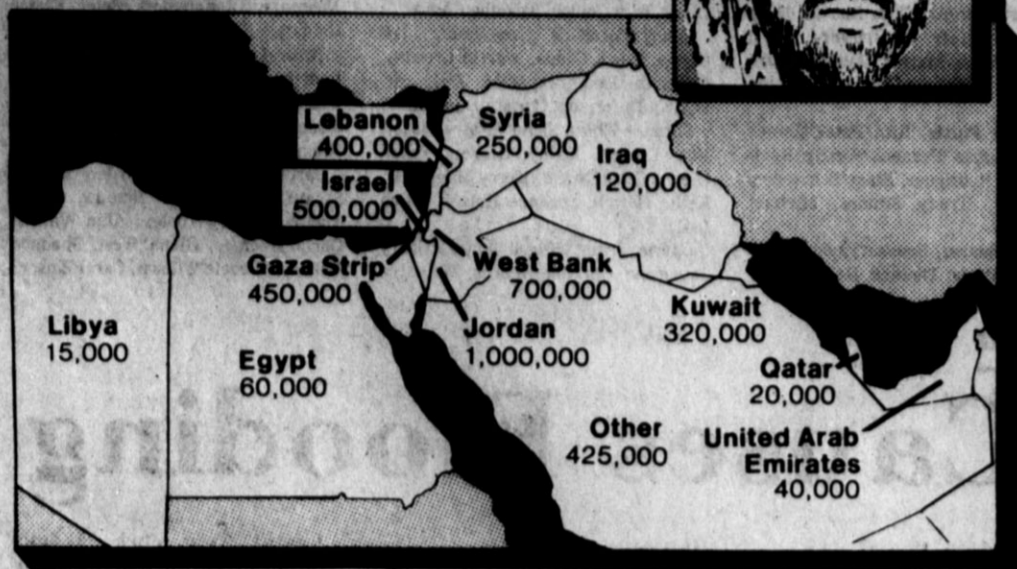 Lebanon
400,000
Syria
250,000
Iraq
120,000
Israel
500,000
Gaza Strip
450,000
West Bank
700,000
Kuwait
320,000
Libya
15,000
Jordan
1,000,000
Egypt
60,000
Qatar
20,000
Other
425,000
United Arab
Emirates
40,000